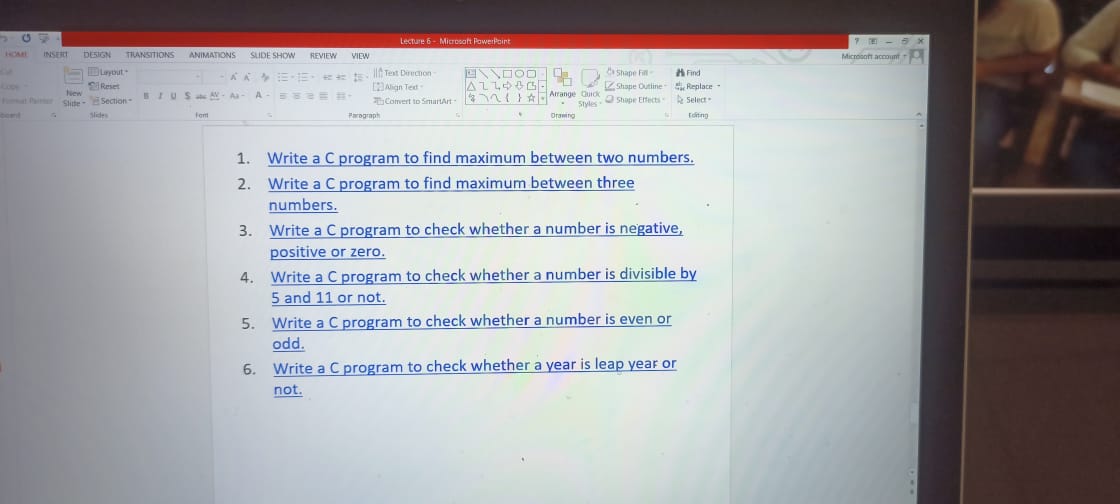 Lecture 6 - Microsoft PowerPoint
HOME INSERT DESIGN TRANSITIONS ANIMATIONS SLIDE SHOW REVIEW VIEW
Microsoft account
Layout
Reset
Section
New
Slide
Format Painter
Text Direction
Align Text
Convert to SmartArt
Arrange
Quick
Styles
Shape Fill
Shape Outline
Shape Effects
Find
Replace
Select
Slides Font Paragraph Drawing Editing
1. Write a C program to find maximum between two numbers.
2. Write a C program to find maximum between three
numbers.
3. Write a C program to check whether a number is negative,
positive or zero.
4. Write a C program to check whether a number is divisible by
5 and 11 or not.
5. Write a C program to check whether a number is even or
odd.
6. Write a C program to check whether a year is leap year or
not.